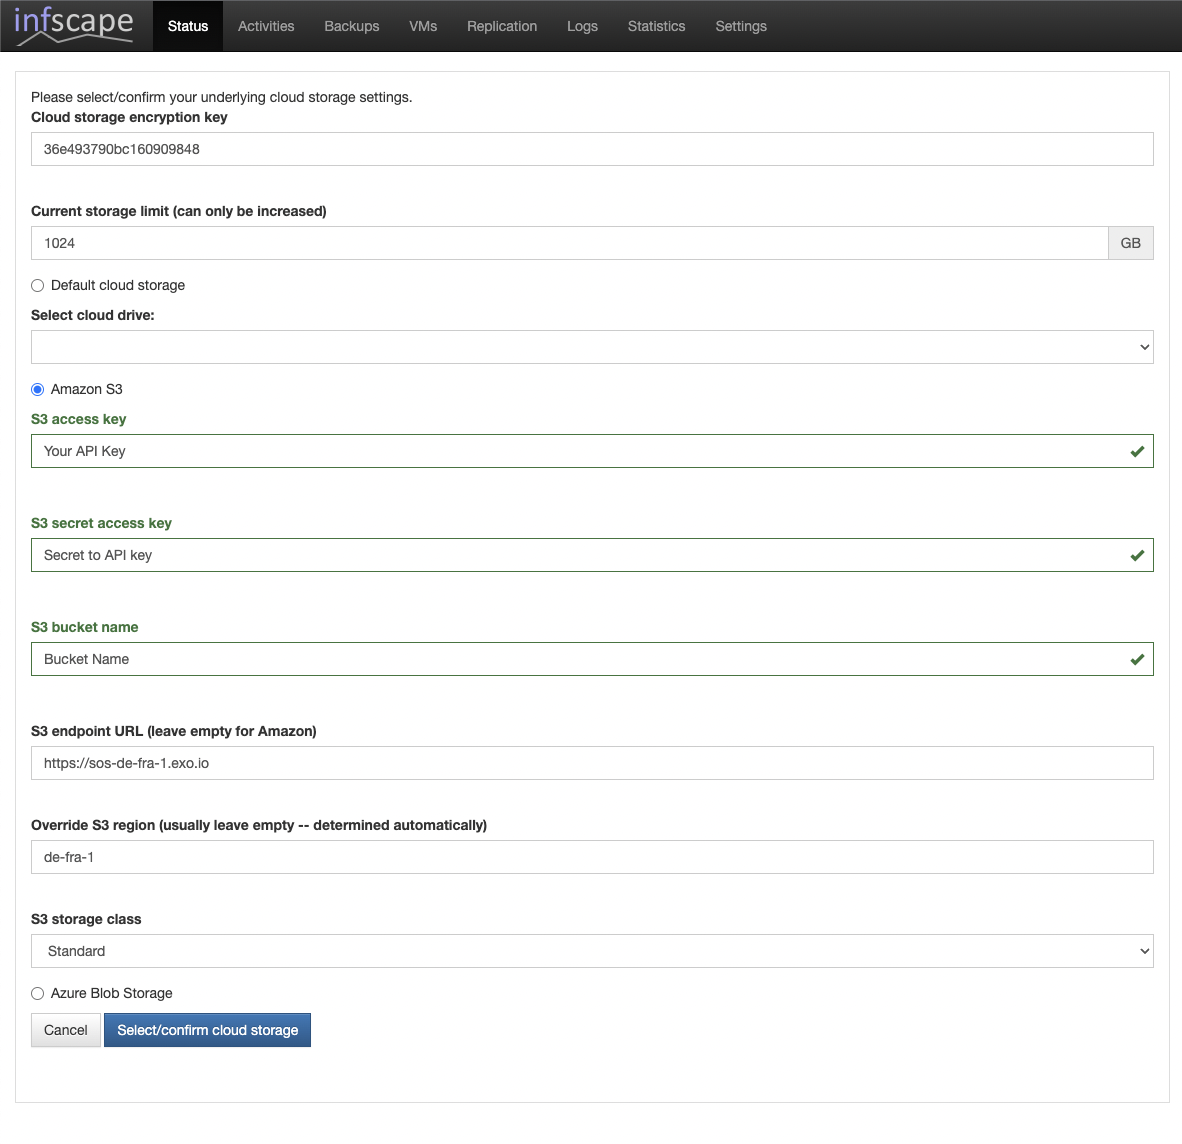 infscape
Status Activities Backups VMs Replication Logs Statistics Settings
Please select/confirm your underlying cloud storage settings.
Cloud storage encryption key
36e493790bc160909848
Current storage limit (can only be increased)
1024 GB
Default cloud storage
Select cloud drive:
Amazon S3
S3 access key
Your API Key
S3 secret access key
Secret to API key
S3 bucket name
Bucket Name
S3 endpoint URL (leave empty for Amazon)
https://sos-de-fra-1.exo.io
Override S3 region (usually leave empty -- determined automatically)
de-fra-1
S3 storage class
Standard
Azure Blob Storage
Cancel Select/confirm cloud storage